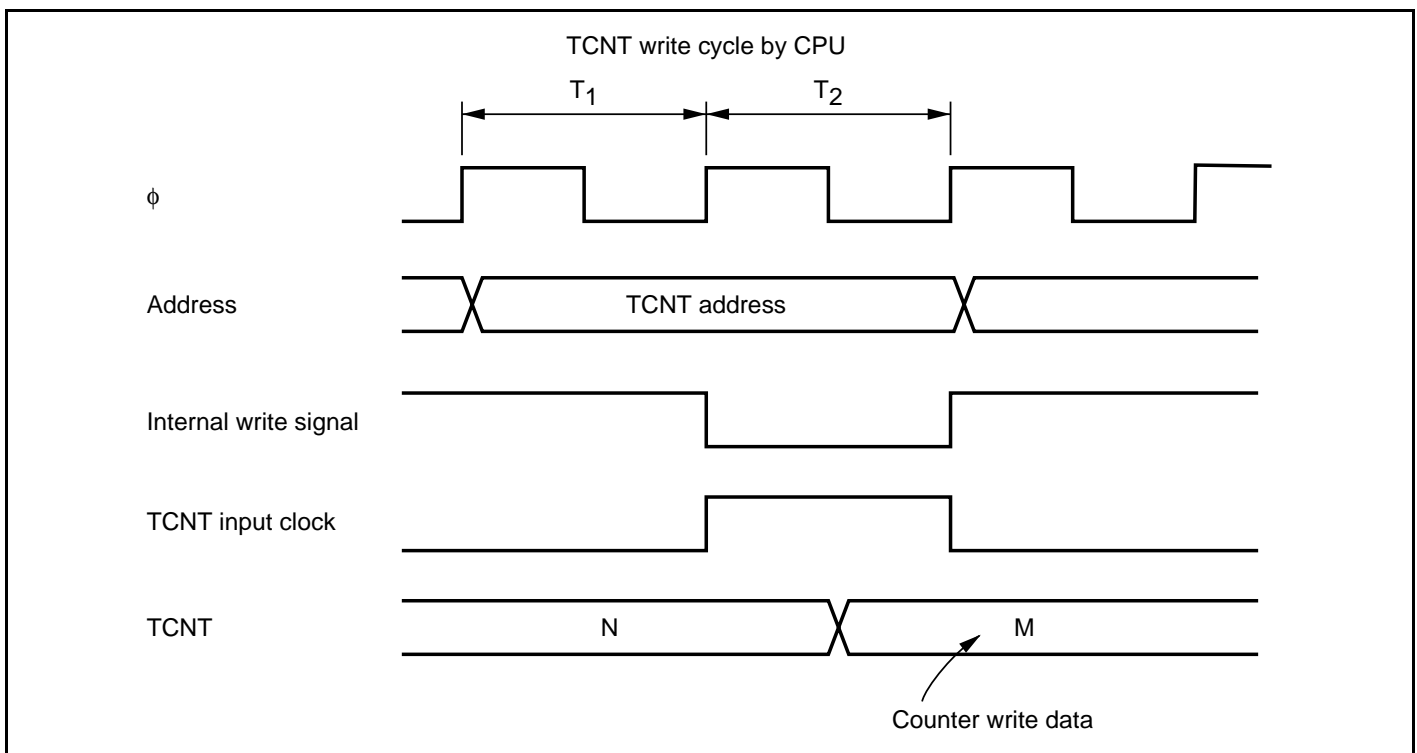 TCNT write cycle by CPU
T1 T2
ϕ
Address
TCNT address
Internal write signal
TCNT input clock
TCNT
N
M
Counter write data